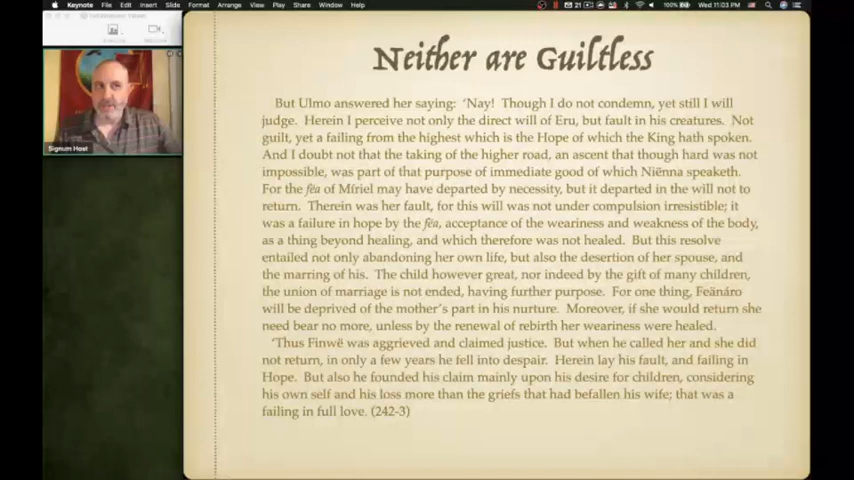 Keynote File Edit Insert Slide Format Arrange View Play Share Window Help
21 100% Wed 11:03 PM
Signum Host
Neither are Guiltless
But Ulmo answered her saying: ‘Nay! Though I do not condemn, yet still I will
judge. Herein I perceive not only the direct will of Eru, but fault in his creatures. Not
guilt, yet a failing from the highest which is the Hope of which the King hath spoken.
And I doubt not that the taking of the higher road, an ascent that though hard was not
impossible, was part of that purpose of immediate good of which Niënna speaketh.
For the fëa of Míriel may have departed by necessity, but it departed in the will not to
return. Therein was her fault, for this will was not under compulsion irresistible; it
was a failure in hope by the fëa, acceptance of the weariness and weakness of the body,
as a thing beyond healing, and which therefore was not healed. But this resolve
entailed not only abandoning her own life, but also the desertion of her spouse, and
the marring of his. The child however great, nor indeed by the gift of many children,
the union of marriage is not ended, having further purpose. For one thing, Feänáro
will be deprived of the mother’s part in his nurture. Moreover, if she would return she
need bear no more, unless by the renewal of rebirth her weariness were healed.
‘Thus Finwë was aggrieved and claimed justice. But when he called her and she did
not return, in only a few years he fell into despair. Herein lay his fault, and failing in
Hope. But also he founded his claim mainly upon his desire for children, considering
his own self and his loss more than the griefs that had befallen his wife; that was a
failing in full love. (242-3)